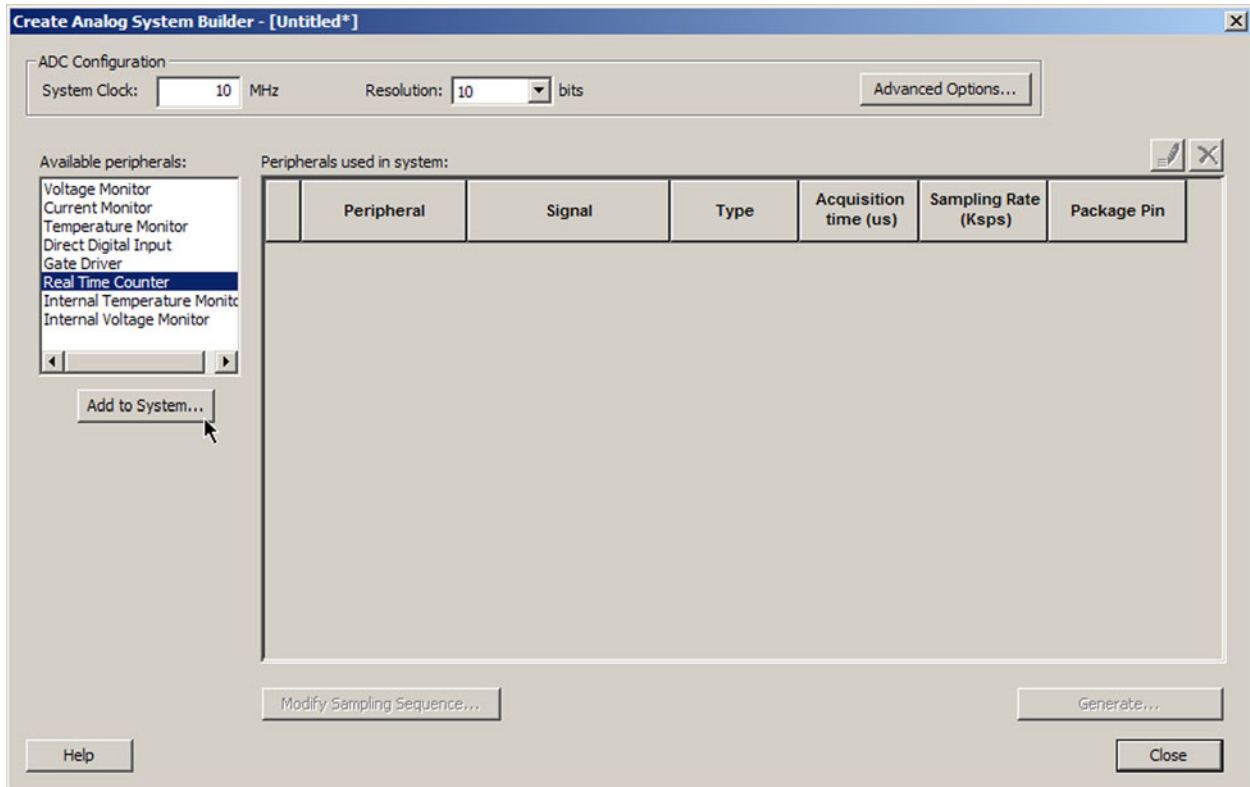 Create Analog System Builder - [Untitled*]
ADC Configuration
System Clock: 10 MHz Resolution: 10 bits Advanced Options...
Available peripherals:
Voltage Monitor
Current Monitor
Temperature Monitor
Direct Digital Input
Gate Driver
Real Time Counter
Internal Temperature Monito
Internal Voltage Monitor
Add to System...
Peripherals used in system:
Peripheral Signal Type Acquisition time (us) Sampling Rate (Ksps) Package Pin
Modify Sampling Sequence... Generate...
Help Close